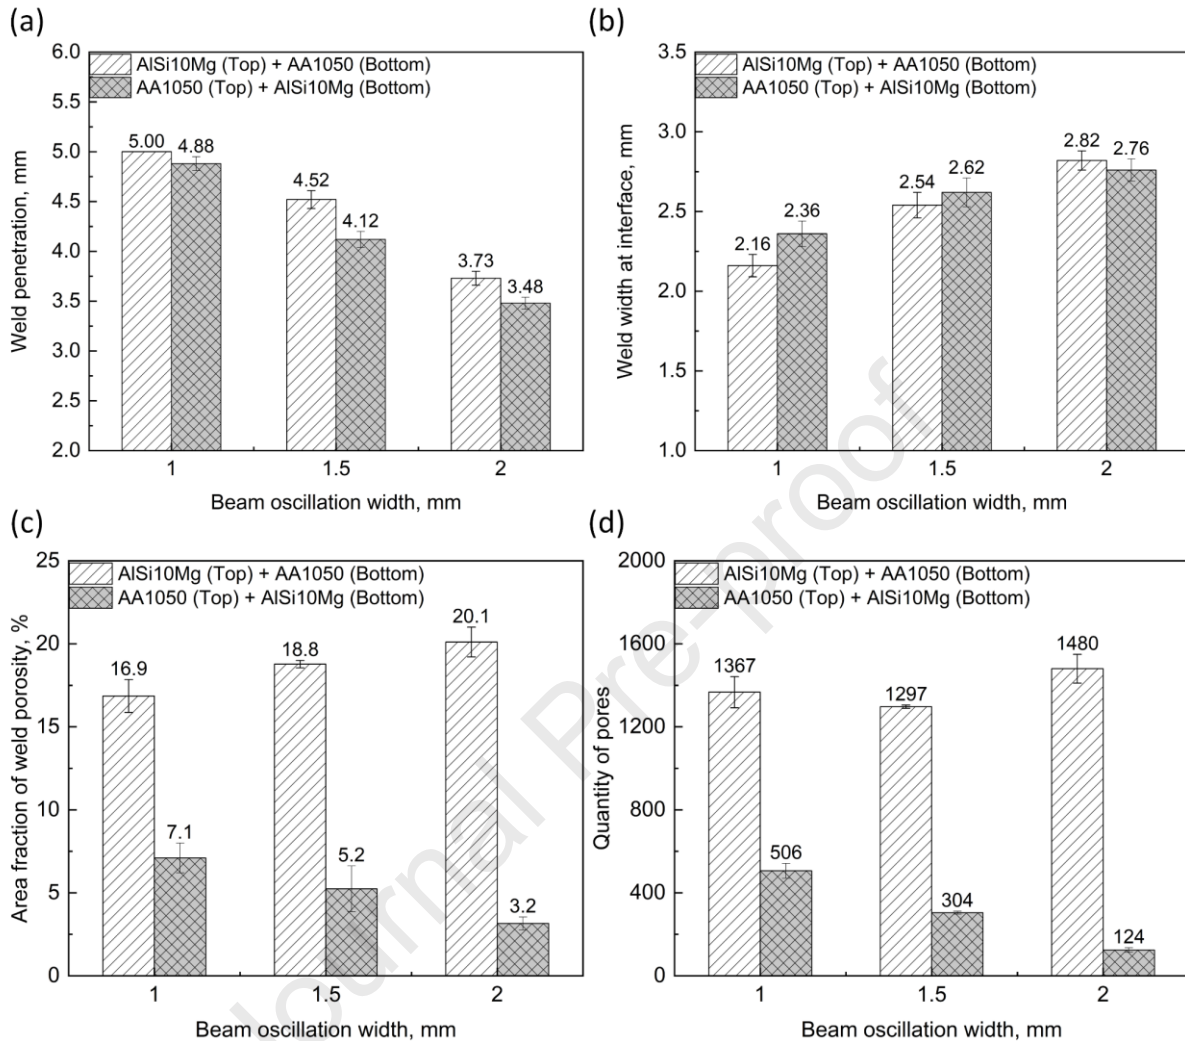 (a)
6.0
5.5
5.0
4.5
4.0
3.5
3.0
2.5
2.0
Weld penetration, mm
AlSi10Mg (Top) + AA1050 (Bottom)
AA1050 (Top) + AlSi10Mg (Bottom)
5.00
4.88
4.52
4.12
3.73
3.48
1 1.5 2
Beam oscillation width, mm
(b)
3.5
3.0
2.5
2.0
1.5
1.0
Weld width at interface, mm
AlSi10Mg (Top) + AA1050 (Bottom)
AA1050 (Top) + AlSi10Mg (Bottom)
2.16
2.36
2.54
2.62
2.82
2.76
1 1.5 2
Beam oscillation width, mm
(c)
25
20
15
10
5
0
Area fraction of weld porosity, %
AlSi10Mg (Top) + AA1050 (Bottom)
AA1050 (Top) + AlSi10Mg (Bottom)
16.9
7.1
18.8
5.2
20.1
3.2
1 1.5 2
Beam oscillation width, mm
(d)
2000
1600
1200
800
400
0
Quantity of pores
AlSi10Mg (Top) + AA1050 (Bottom)
AA1050 (Top) + AlSi10Mg (Bottom)
1367
506
1297
304
1480
124
1 1.5 2
Beam oscillation width, mm
Journal Pre-proof